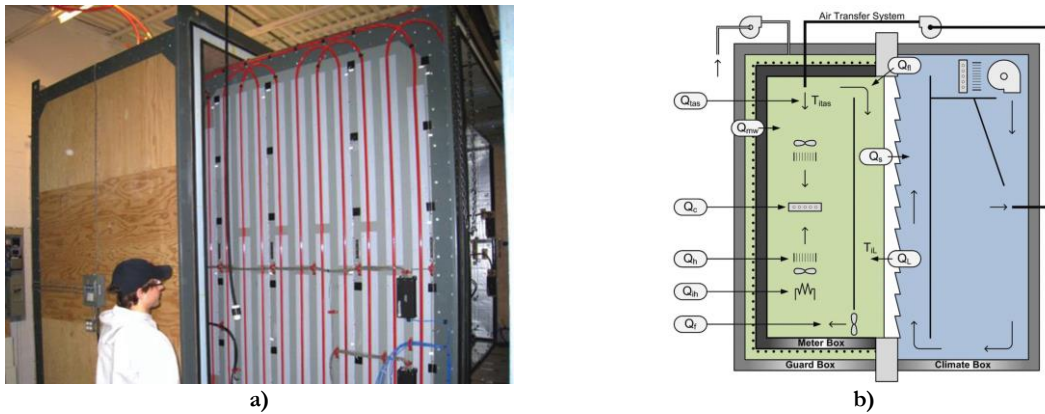 Air Transfer System
Qfl
Qtas
Titas
Qmw
Qs
Qc
TiL
Qh
QL
Qih
Qf
Meter Box
Guard Box
Climate Box
a)
b)